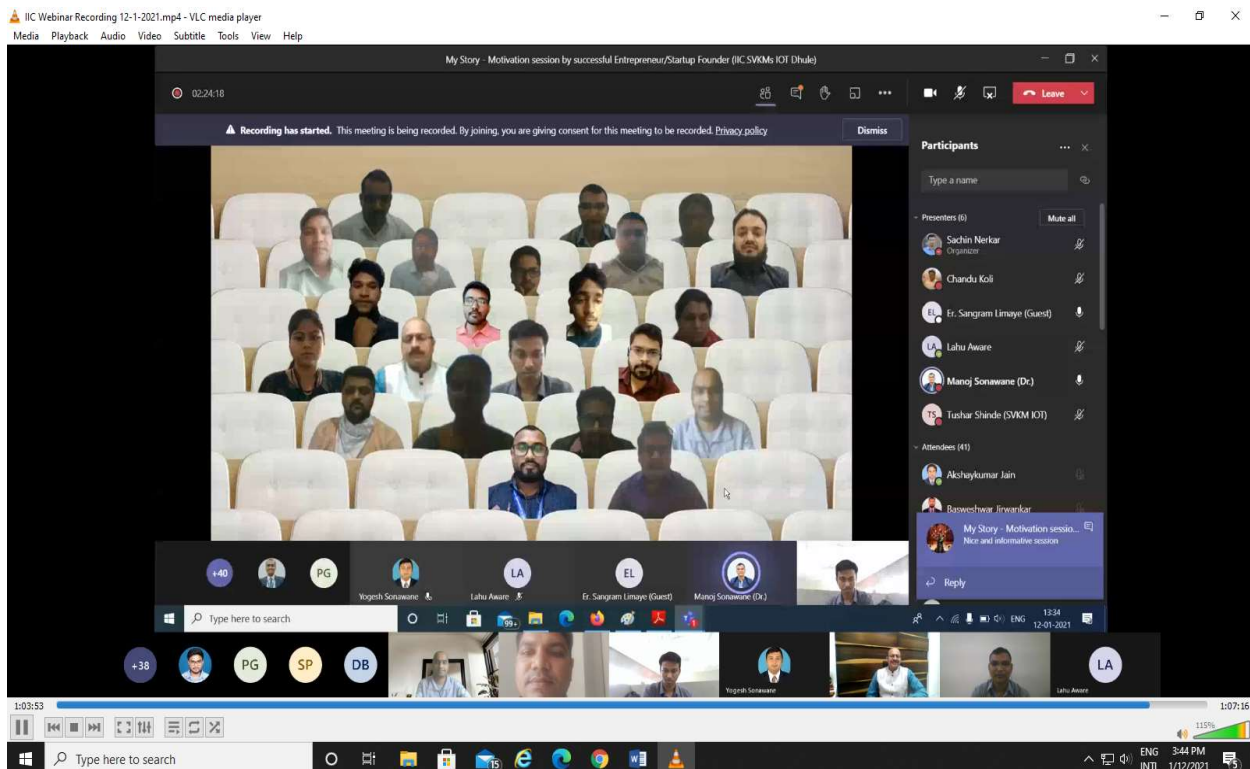 IIC Webinar Recording 12-1-2021.mp4 - VLC media player
Media Playback Audio Video Subtitle Tools View Help
My Story - Motivation session by successful Entrepreneur/Startup Founder (IIC SVKMs IOT Dhule)
02:24:18
Leave
Recording has started. This meeting is being recorded. By joining, you are giving consent for this meeting to be recorded. Privacy policy
Dismiss
Participants
Type a name
Presenters (6)
Mute all
Sachin Nerkar
Organizer
Chandu Koli
EL Er. Sangram Limaye (Guest)
LA Lahu Aware
Manoj Sonawane (Dr.)
TS Tushar Shinde (SVKM IOT)
Attendees (41)
Akshaykumar Jain
Basweshwar Jirwankar
My Story - Motivation sessio...
Nice and informative session
Reply
+40 PG LA EL
Yogesh Sonawane Lahu Aware Er. Sangram Limaye (Guest) Manoj Sonawane (Dr.)
Type here to search
99+
ENG
13:34
12-01-2021
+38 PG SP DB LA
Yogesh Sonawane Lahu Aware
1:03:53 1:07:16
115%
Type here to search
15
ENG 3:44 PM
INTL 1/12/2021
5